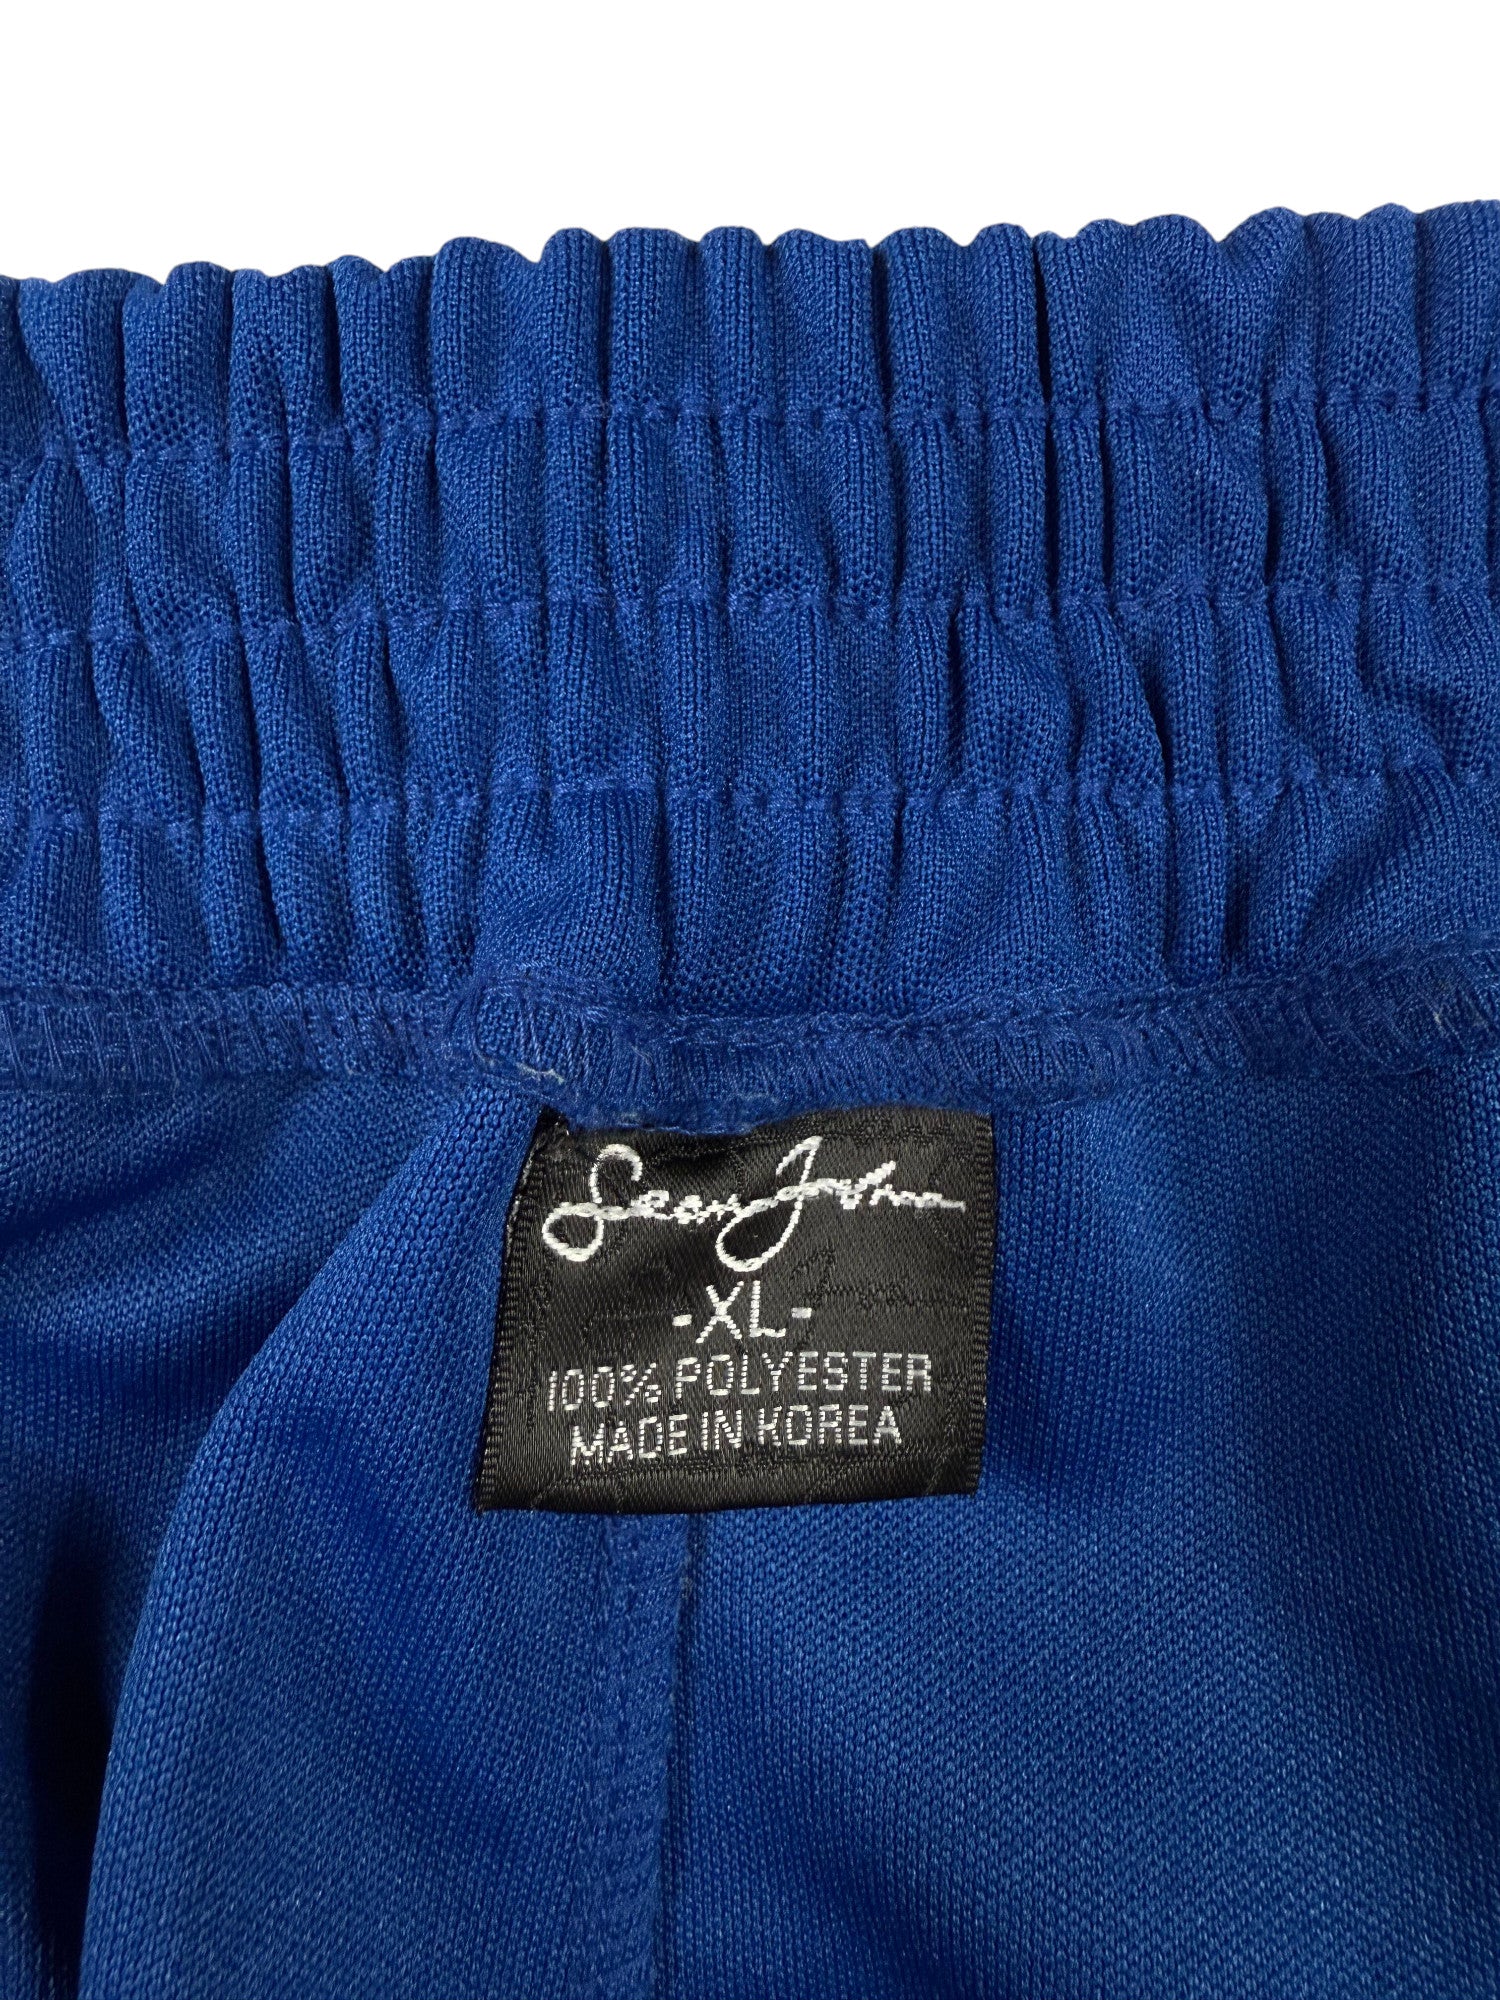 Sean John
-XL-
100% POLYESTER
MADE IN KOREA